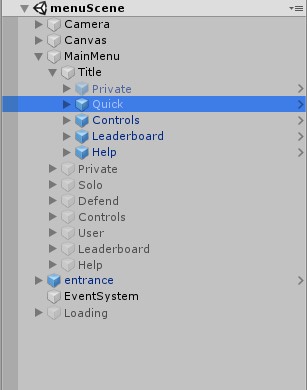 menuScene
Camera
Canvas
MainMenu
Title
Private
Quick
Controls
Leaderboard
Help
Private
Solo
Defend
Controls
User
Leaderboard
Help
entrance
EventSystem
Loading